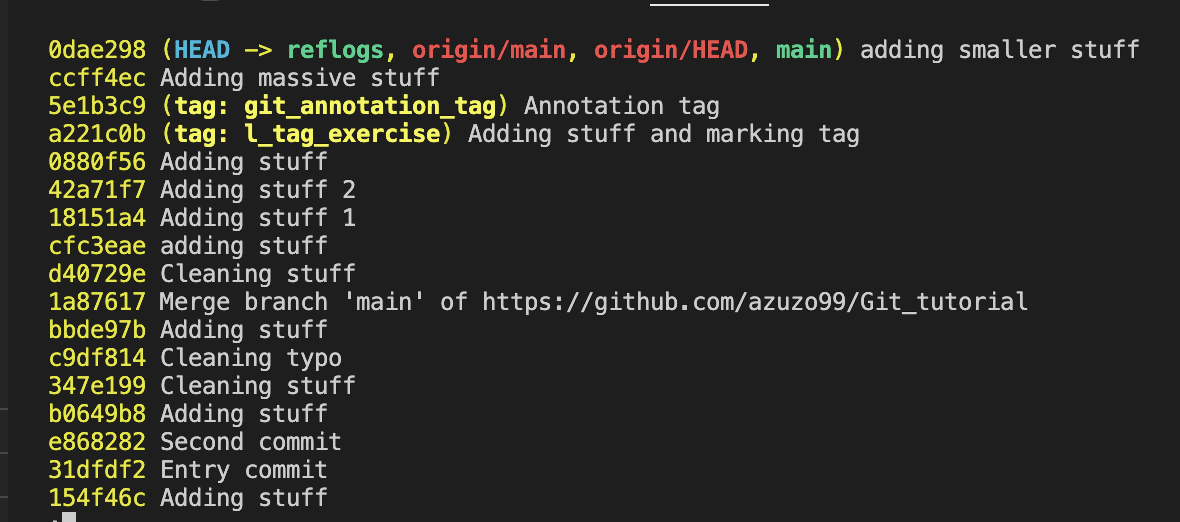 0dae298 (HEAD -> reflogs, origin/main, origin/HEAD, main) adding smaller stuff
ccff4ec Adding massive stuff
5e1b3c9 (tag: git_annotation_tag) Annotation tag
a221c0b (tag: l_tag_exercise) Adding stuff and marking tag
0880f56 Adding stuff
42a71f7 Adding stuff 2
18151a4 Adding stuff 1
cfc3eae adding stuff
d40729e Cleaning stuff
1a87617 Merge branch 'main' of https://github.com/azuzo99/Git_tutorial
bbde97b Adding stuff
c9df814 Cleaning typo
347e199 Cleaning stuff
b0649b8 Adding stuff
e868282 Second commit
31dfdf2 Entry commit
154f46c Adding stuff